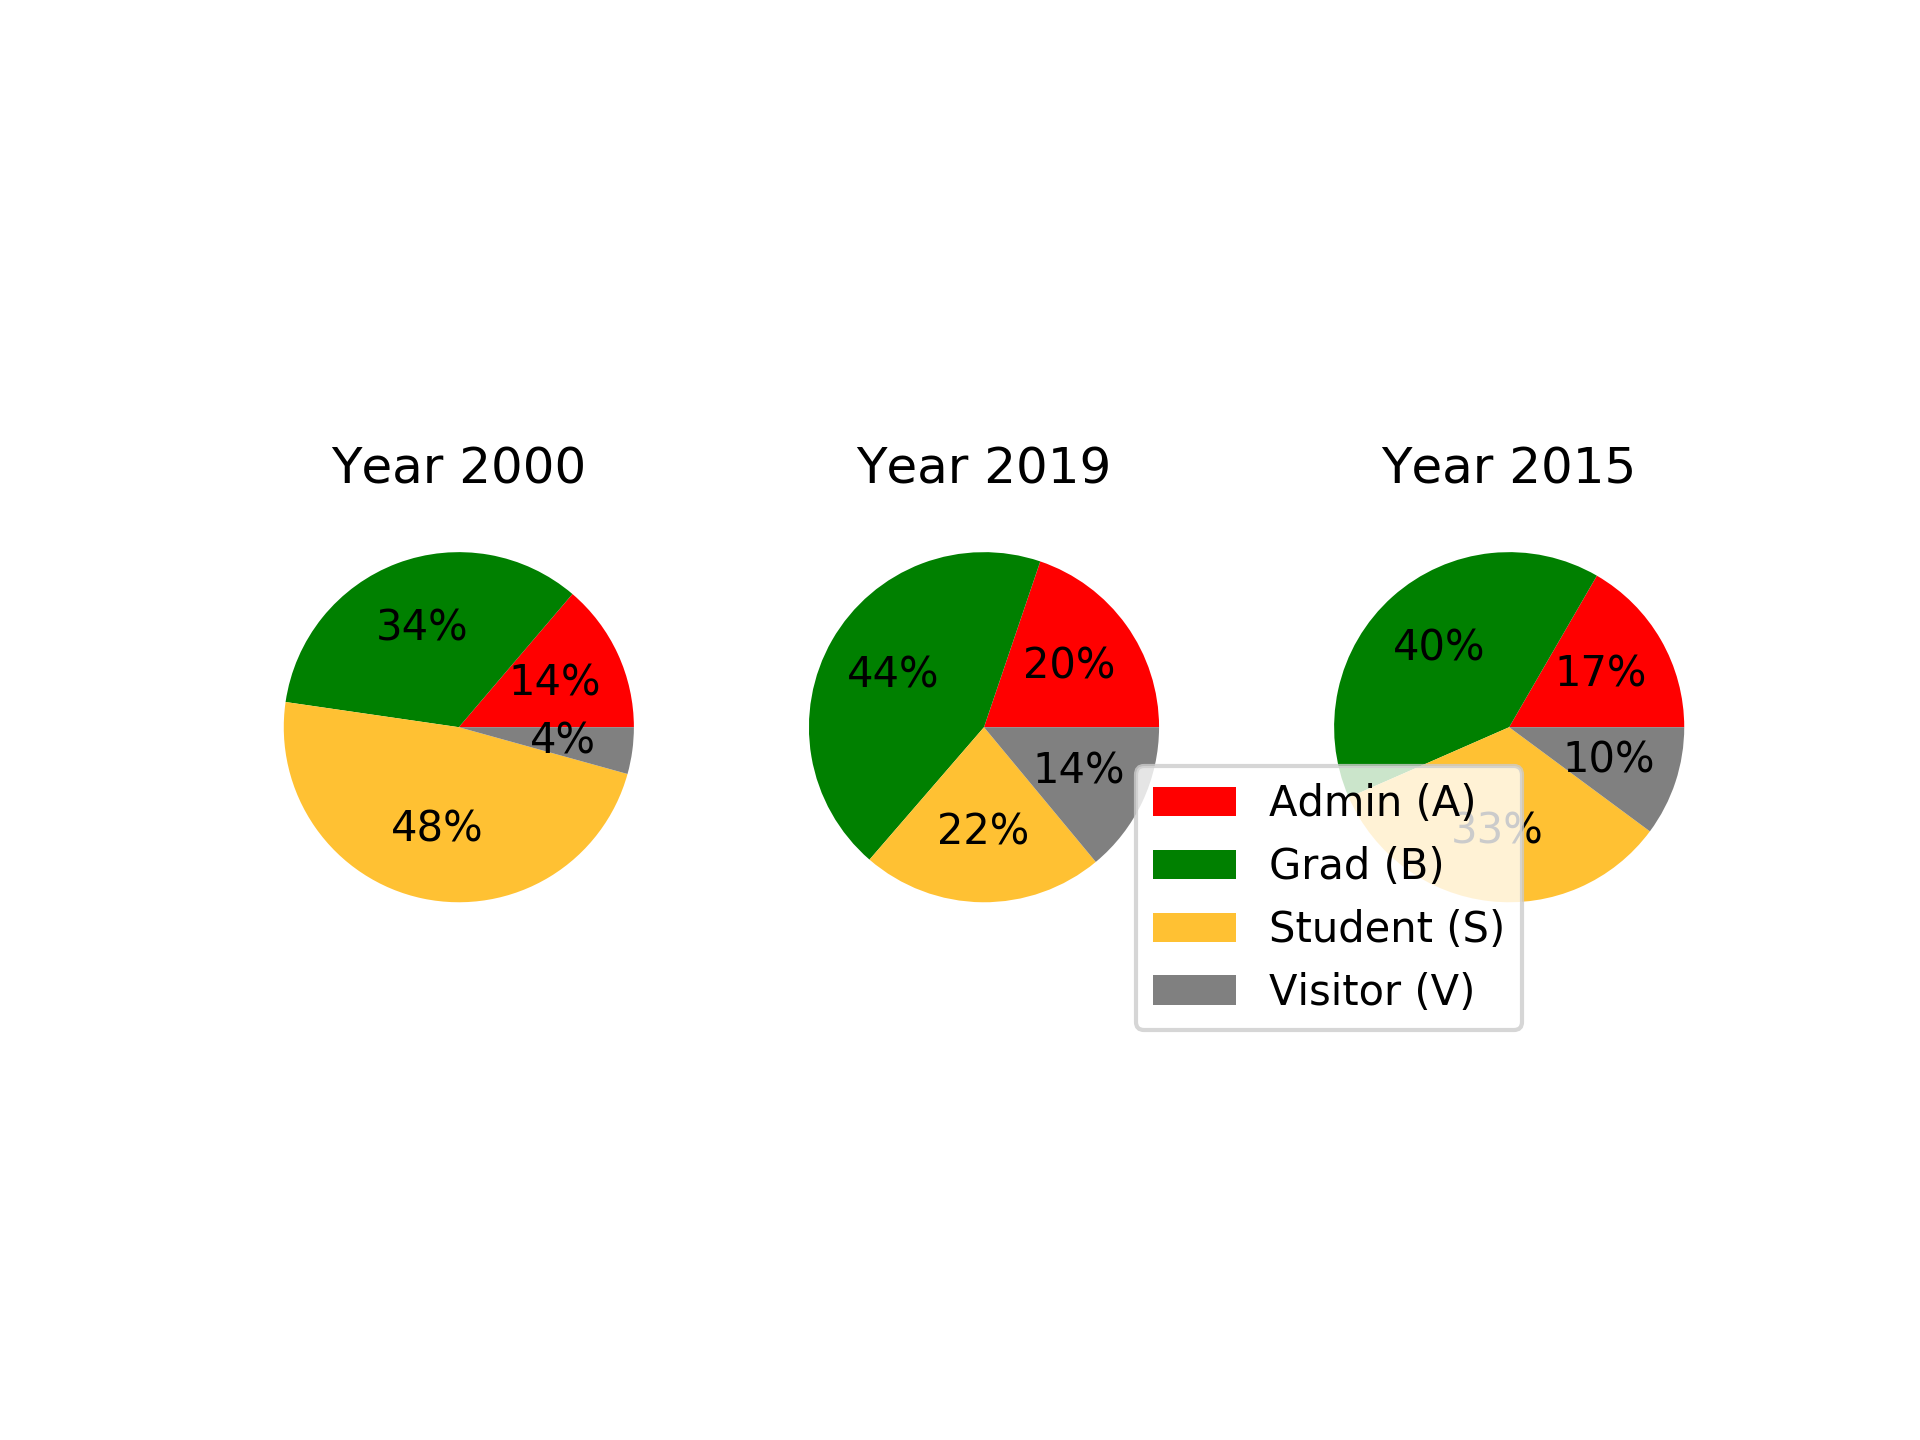 Year 2000
34%
14%
4%
48%
Year 2019
44%
20%
14%
22%
Year 2015
40%
17%
10%
33%
Admin (A)
Grad (B)
Student (S)
Visitor (V)